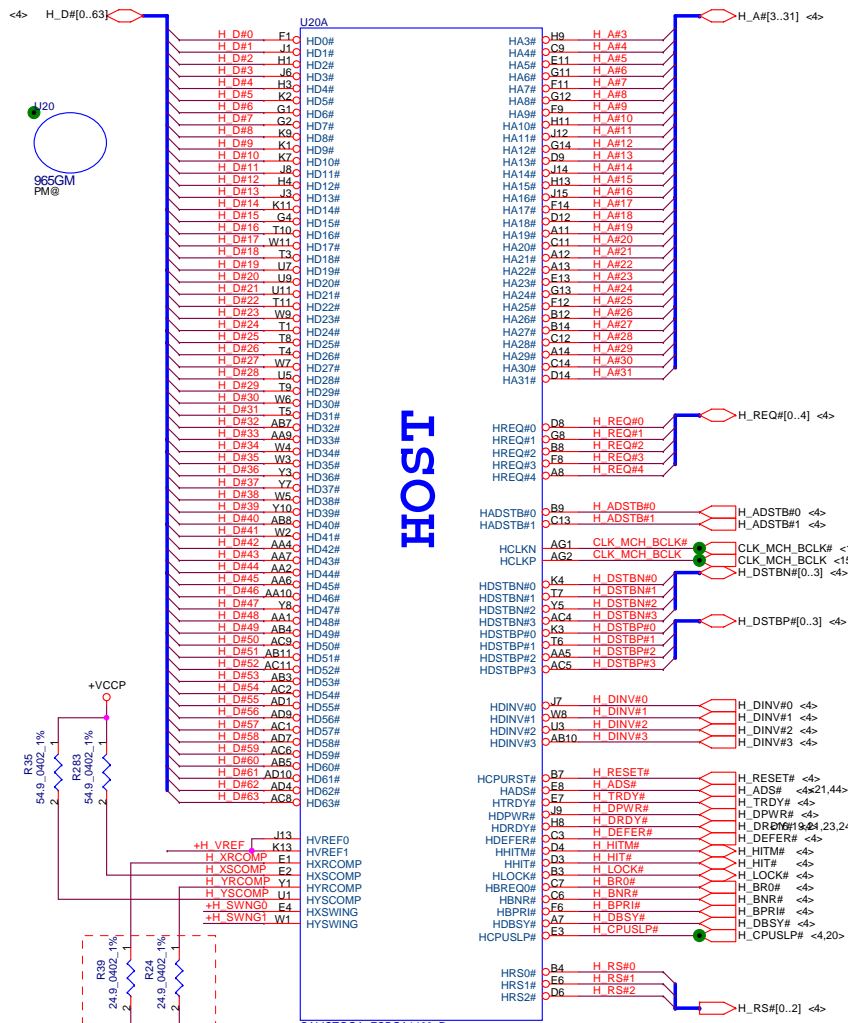 <4> H_D#[0..63]
U20A
H_D#0 F1 HD0#
H_D#1 J1 HD1#
H_D#2 H1 HD2#
H_D#3 J6 HD3#
H_D#4 H3 HD4#
H_D#5 K2 HD5#
H_D#6 G1 HD6#
H_D#7 G2 HD7#
H_D#8 K9 HD8#
H_D#9 K1 HD9#
H_D#10 K7 HD10#
H_D#11 J8 HD11#
H_D#12 H4 HD12#
H_D#13 J3 HD13#
H_D#14 K11 HD14#
H_D#15 G4 HD15#
H_D#16 T10 HD16#
H_D#17 W11 HD17#
H_D#18 T3 HD18#
H_D#19 U7 HD19#
H_D#20 U9 HD20#
H_D#21 U11 HD21#
H_D#22 T11 HD22#
H_D#23 W9 HD23#
H_D#24 T1 HD24#
H_D#25 T8 HD25#
H_D#26 T4 HD26#
H_D#27 W7 HD27#
H_D#28 U5 HD28#
H_D#29 T9 HD29#
H_D#30 W6 HD30#
H_D#31 T5 HD31#
H_D#32 AB7 HD32#
H_D#33 AA9 HD33#
H_D#34 W4 HD34#
H_D#35 W3 HD35#
H_D#36 Y3 HD36#
H_D#37 Y7 HD37#
H_D#38 W5 HD38#
H_D#39 Y10 HD39#
H_D#40 AB8 HD40#
H_D#41 W2 HD41#
H_D#42 AA4 HD42#
H_D#43 AA7 HD43#
H_D#44 AA2 HD44#
H_D#45 AA6 HD45#
H_D#46 AA10 HD46#
H_D#47 Y8 HD47#
H_D#48 AA1 HD48#
H_D#49 AB4 HD49#
H_D#50 AC9 HD50#
H_D#51 AB11 HD51#
H_D#52 AC11 HD52#
H_D#53 AB3 HD53#
H_D#54 AC2 HD54#
H_D#55 AD1 HD55#
H_D#56 AD9 HD56#
H_D#57 AC1 HD57#
H_D#58 AD7 HD58#
H_D#59 AC6 HD59#
H_D#60 AB5 HD60#
H_D#61 AD10 HD61#
H_D#62 AD4 HD62#
H_D#63 AC8 HD63#
J13 HVREF0
+H_VREF K13 HVREF1
H_XRCOMP E1 HXRCOMP
H_XSCOMP E2 HXSCOMP
H_YRCOMP Y1 HYRCOMP
H_YSCOMP U1 HYSCOMP
+H_SWNG0 E4 HXSWING
+H_SWNG1 W1 HYSWING
U20
965GM
PM@
+VCCP
R35
54.9_0402_1%
1
2
R283
54.9_0402_1%
1
2
R39
24.9_0402_1%
1
2
R24
24.9_0402_1%
1
2
HOST
H_A#[3..31] <4>
HA3# H9 H_A#3
HA4# C9 H_A#4
HA5# E11 H_A#5
HA6# G11 H_A#6
HA7# F11 H_A#7
HA8# G12 H_A#8
HA9# F9 H_A#9
HA10# H11 H_A#10
HA11# J12 H_A#11
HA12# G14 H_A#12
HA13# D9 H_A#13
HA14# J14 H_A#14
HA15# H13 H_A#15
HA16# J15 H_A#16
HA17# F14 H_A#17
HA18# D12 H_A#18
HA19# A11 H_A#19
HA20# C11 H_A#20
HA21# A12 H_A#21
HA22# A13 H_A#22
HA23# E13 H_A#23
HA24# G13 H_A#24
HA25# F12 H_A#25
HA26# B12 H_A#26
HA27# B14 H_A#27
HA28# C12 H_A#28
HA29# A14 H_A#29
HA30# C14 H_A#30
HA31# D14 H_A#31
HREQ#0 D8 H_REQ#0 H_REQ#[0..4] <4>
HREQ#1 G8 H_REQ#1
HREQ#2 B8 H_REQ#2
HREQ#3 F8 H_REQ#3
HREQ#4 A8 H_REQ#4
HADSTB#0 B9 H_ADSTB#0 H_ADSTB#0 <4>
HADSTB#1 C13 H_ADSTB#1 H_ADSTB#1 <4>
HCLKN AG1 CLK_MCH_BCLK# CLK_MCH_BCLK# <1
HCLKP AG2 CLK_MCH_BCLK CLK_MCH_BCLK <15
H_DSTBN#[0..3] <4>
HDSTBN#0 K4 H_DSTBN#0
HDSTBN#1 T7 H_DSTBN#1
HDSTBN#2 Y5 H_DSTBN#2
HDSTBN#3 AC4 H_DSTBN#3
HDSTBP#0 K3 H_DSTBP#0 H_DSTBP#[0..3] <4>
HDSTBP#1 T6 H_DSTBP#1
HDSTBP#2 AA5 H_DSTBP#2
HDSTBP#3 AC5 H_DSTBP#3
HDINV#0 J7 H_DINV#0 H_DINV#0 <4>
HDINV#1 W8 H_DINV#1 H_DINV#1 <4>
HDINV#2 U3 H_DINV#2 H_DINV#2 <4>
HDINV#3 AB10 H_DINV#3 H_DINV#3 <4>
HCPURST# B7 H_RESET# H_RESET# <4>
HADS# E8 H_ADS# H_ADS#
HTRDY# E7 H_TRDY# H_TRDY# <4>
HDPWR# J9 H_DPWR# H_DPWR# <4>
HDRDY# H8 H_DRDY#
HDEFER# C3 H_DEFER# H_DEFER# <4>
HHITM# D4 H_HITM# H_HITM# <4>
HHIT# D3 H_HIT# H_HIT# <4>
HLOCK# B3 H_LOCK# H_LOCK# <4>
HBREQ0# C7 H_BR0# H_BR0# <4>
HBNR# C6 H_BNR# H_BNR# <4>
HBPRI# F6 H_BPRI# H_BPRI# <4>
HDBSY# A7 H_DBSY# H_DBSY# <4>
HCPUSLP# E3 H_CPUSLP# H_CPUSLP# <4,20>
HRS0# B4 H_RS#0
HRS1# E6 H_RS#1
HRS2# D6 H_RS#2
H_RS#[0..2] <4>